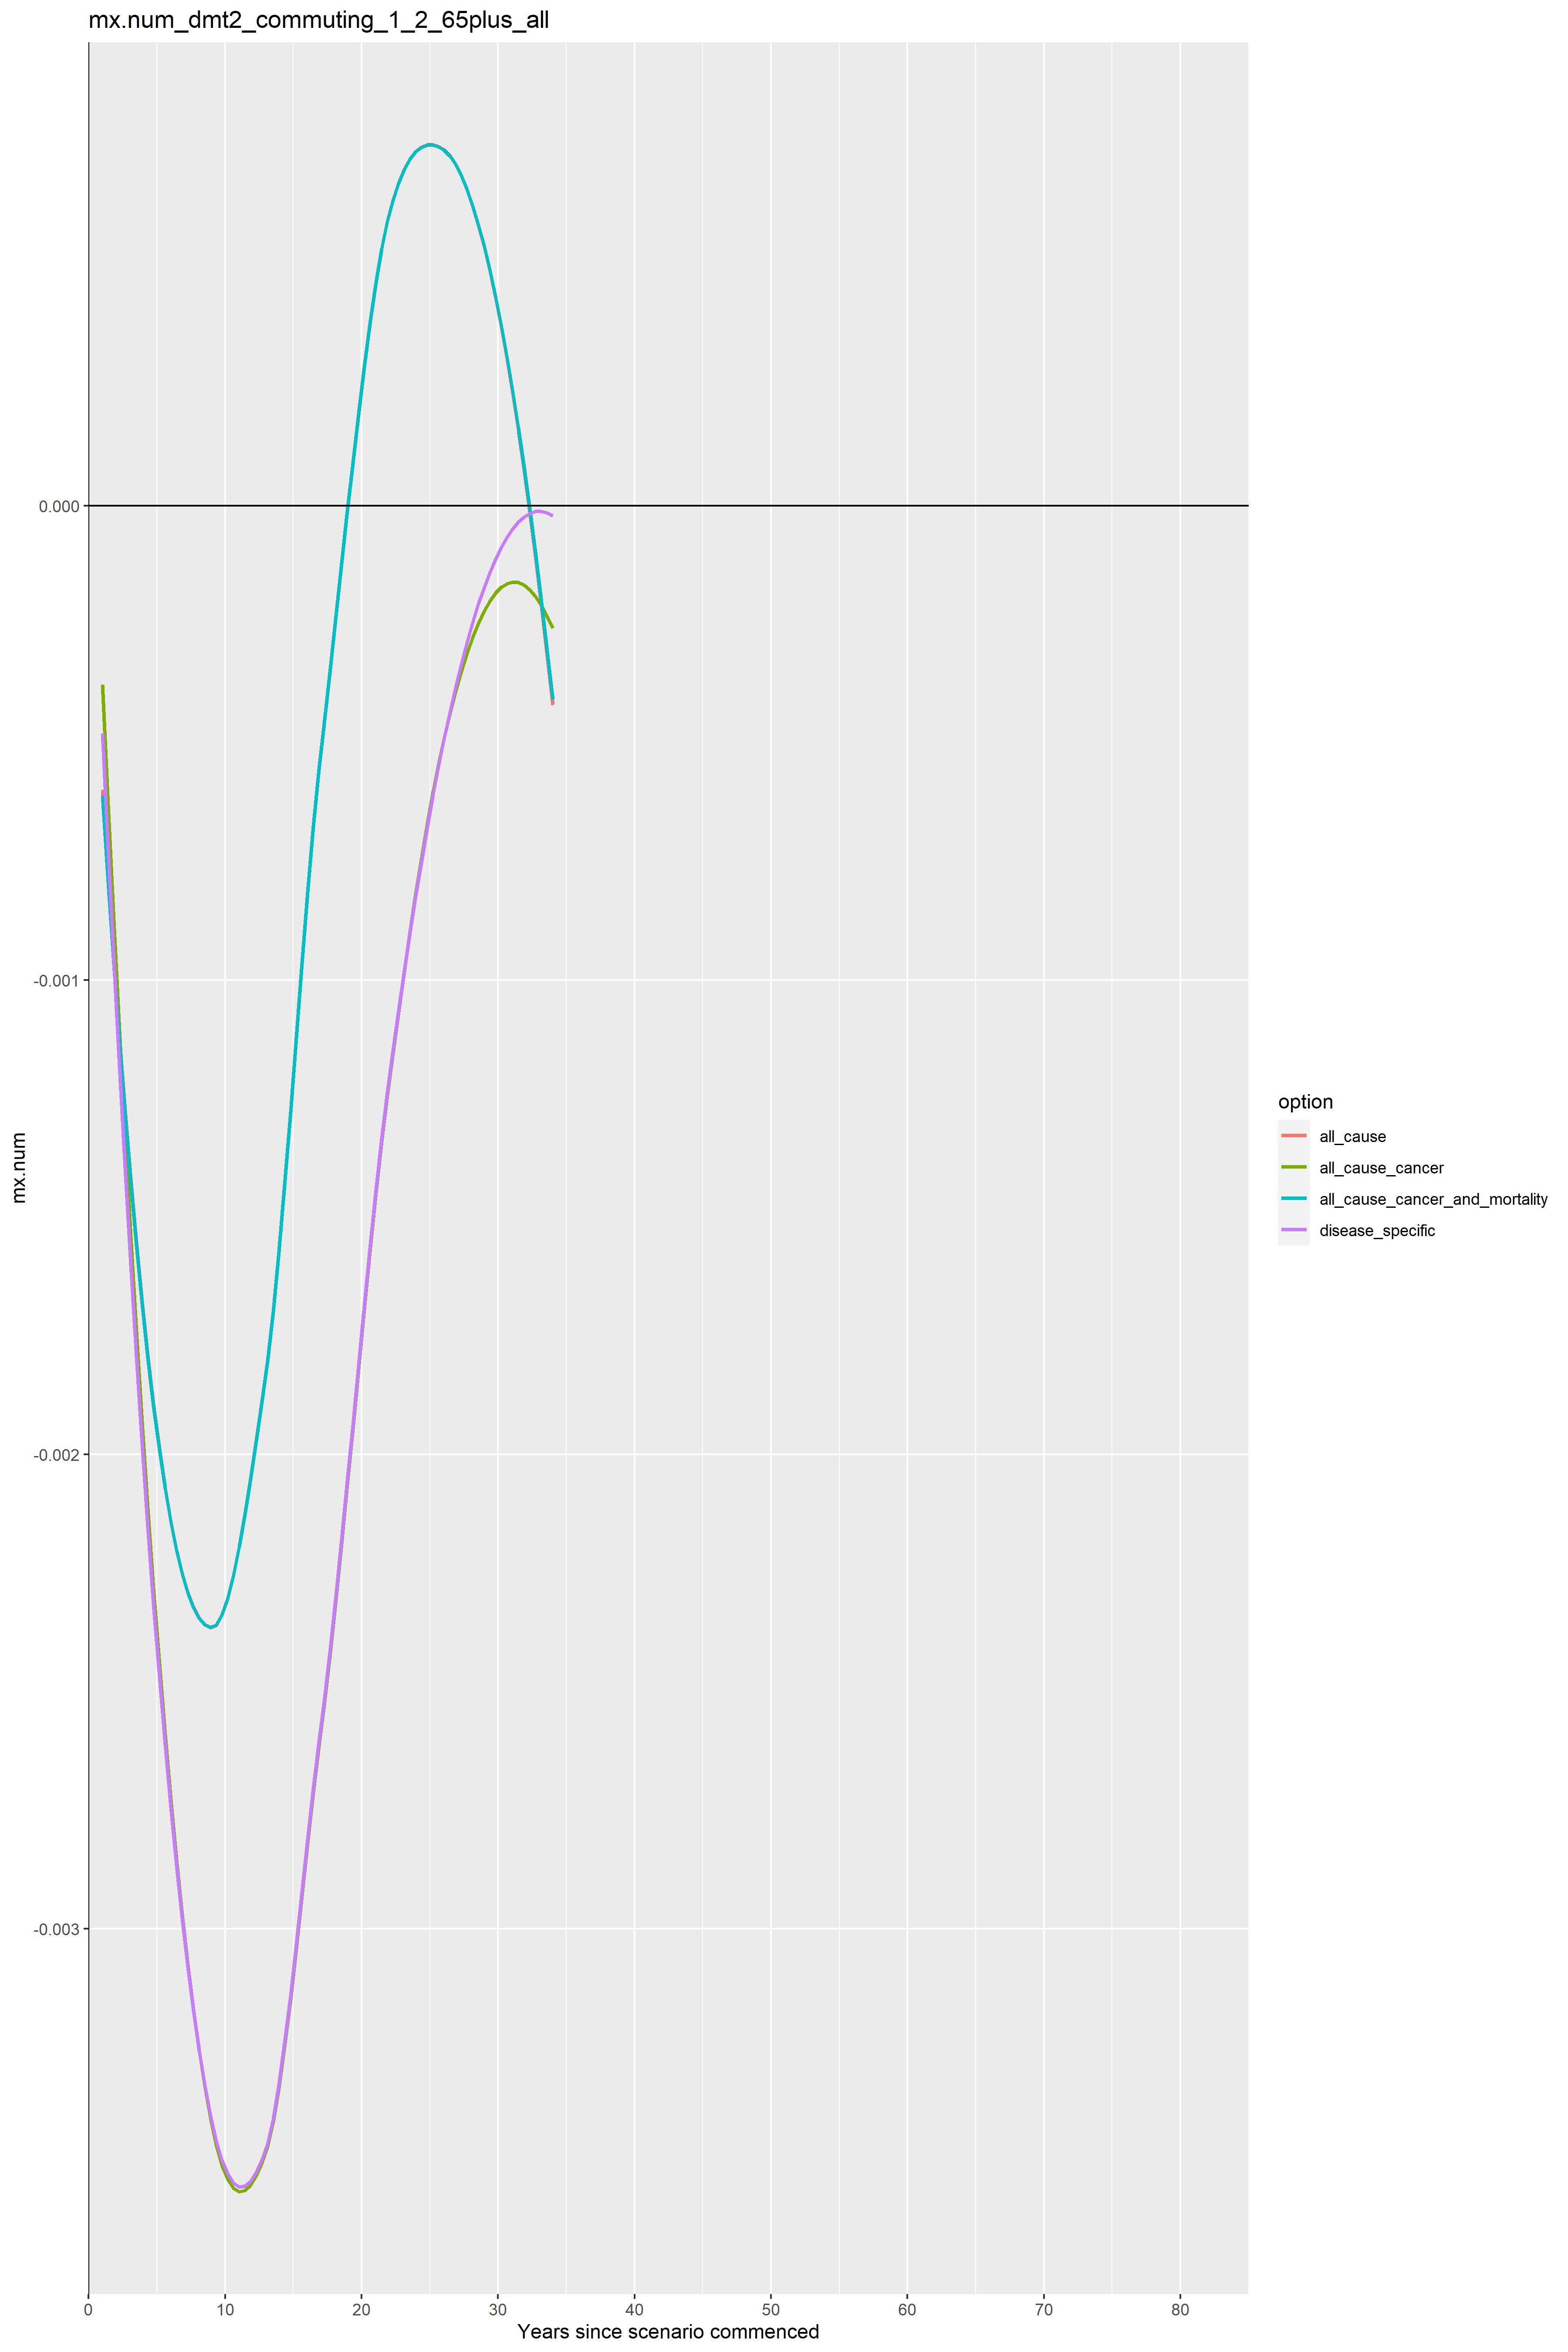 mx.num_dmt2_commuting_1_2_65plus_all
mx.num
0.000
-0.001
-0.002
-0.003
0 10 20 30 40 50 60 70 80
Years since scenario commenced
option
all_cause
all_cause_cancer
all_cause_cancer_and_mortality
disease_specific